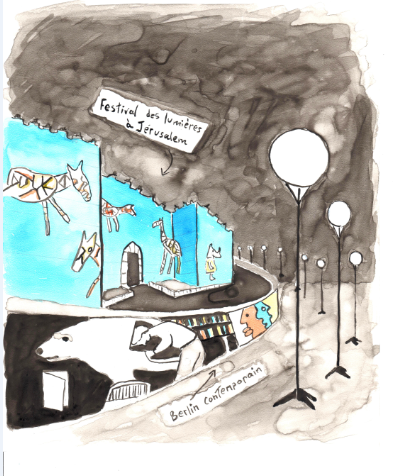 Festival des lumières
à Jérusalem
Berlin contemporain